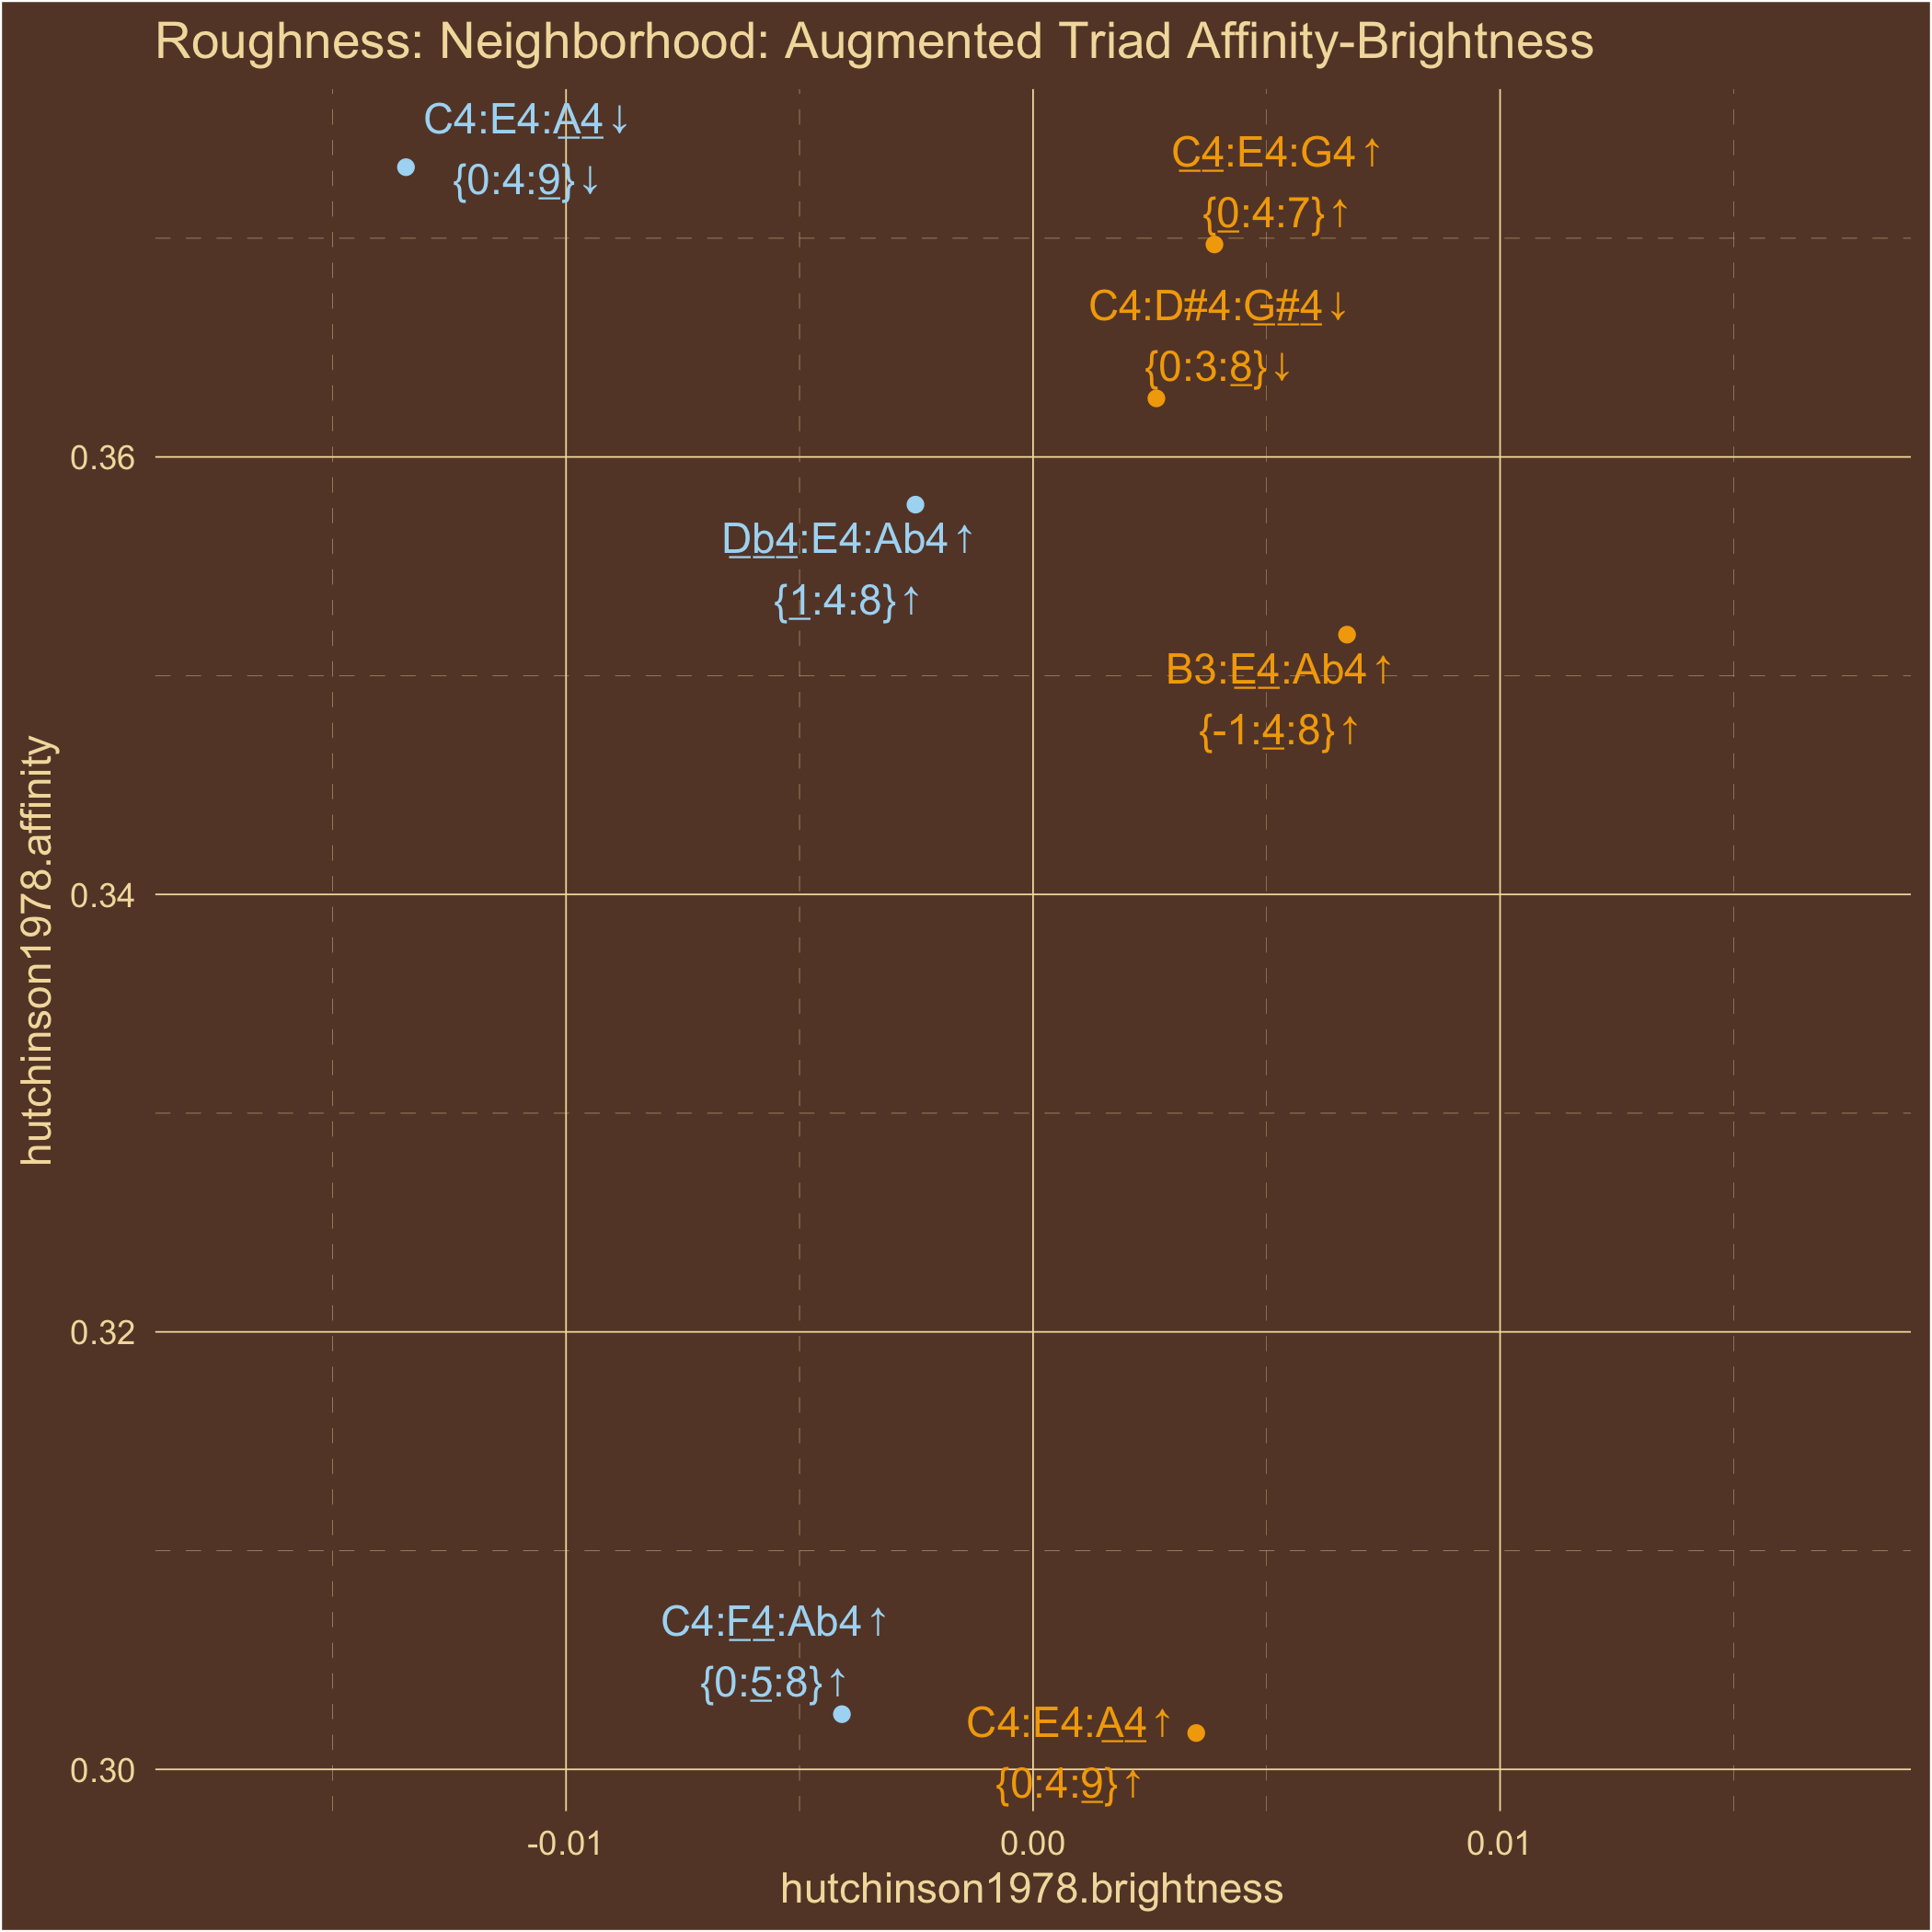 Roughness: Neighborhood: Augmented Triad Affinity-Brightness
C4:E4:A4↓
{0:4:9}↓
C4:E4:G4↑
{0:4:7}↑
C4:D#4:G#4↓
{0:3:8}↓
0.36
Db4:E4:Ab4↑
{1:4:8}↑
B3:E4:Ab4↑
{-1:4:8}↑
hutchinson1978.affinity
0.34
0.32
C4:F4:Ab4↑
{0:5:8}↑
C4:E4:A4↑
{0:4:9}↑
0.30
-0.01
0.00
0.01
hutchinson1978.brightness